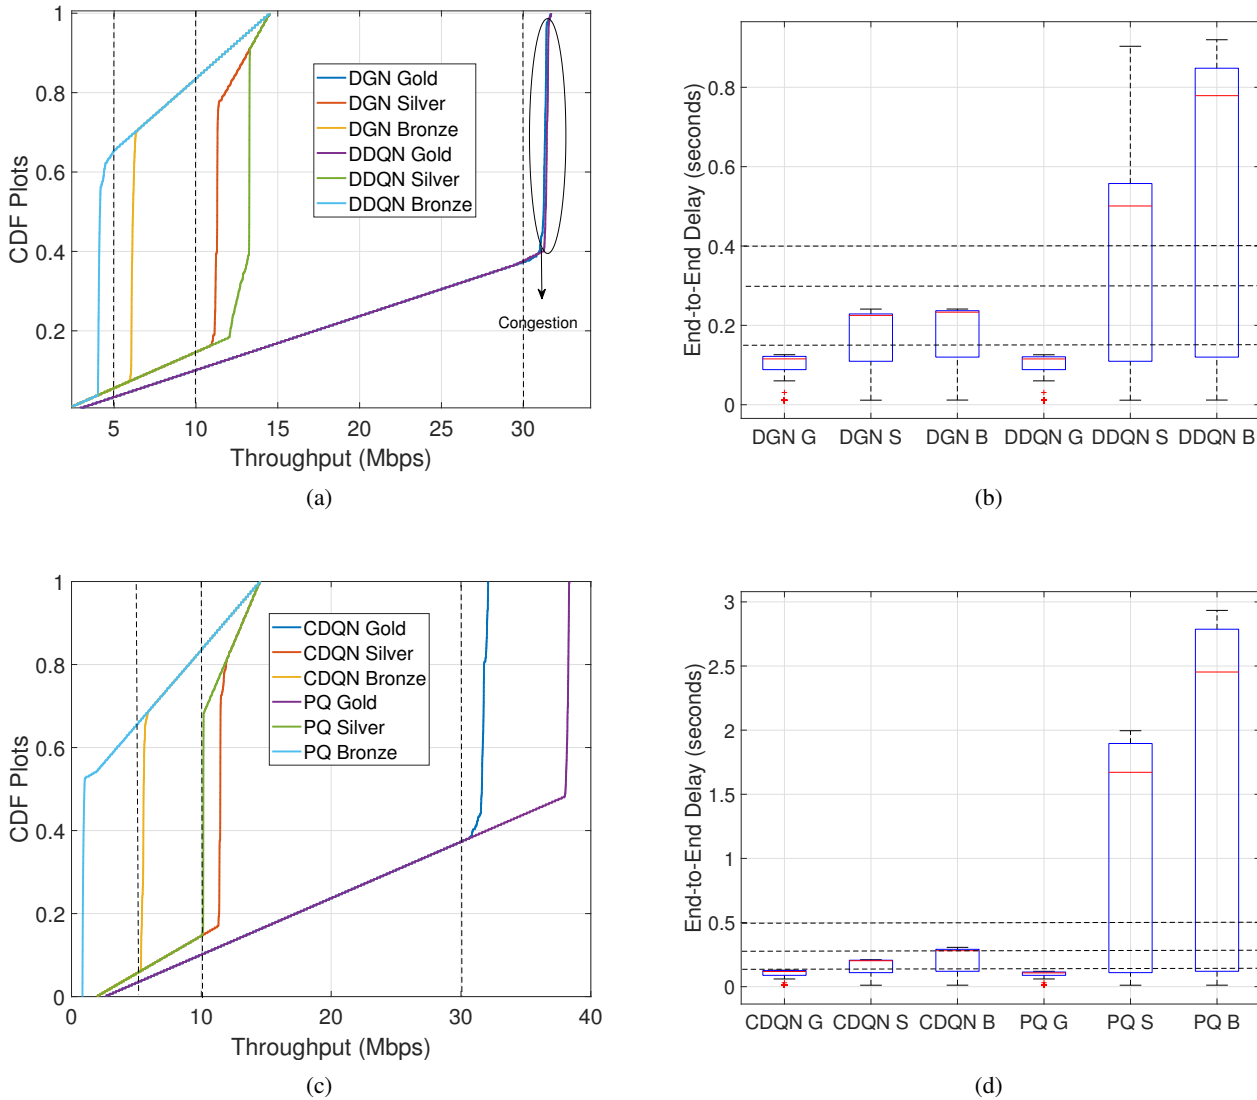 1
0.8
0.6
0.4
0.2
CDF Plots
DGN Gold
DGN Silver
DGN Bronze
DDQN Gold
DDQN Silver
DDQN Bronze
Congestion
5
10
15
20
25
30
Throughput (Mbps)
(a)
0.8
0.6
0.4
0.2
0
End-to-End Delay (seconds)
DGN G
DGN S
DGN B
DDQN G
DDQN S
DDQN B
(b)
1
0.8
0.6
0.4
0.2
0
CDF Plots
CDQN Gold
CDQN Silver
CDQN Bronze
PQ Gold
PQ Silver
PQ Bronze
0
10
20
30
40
Throughput (Mbps)
(c)
3
2.5
2
1.5
1
0.5
0
End-to-End Delay (seconds)
CDQN G
CDQN S
CDQN B
PQ G
PQ S
PQ B
(d)